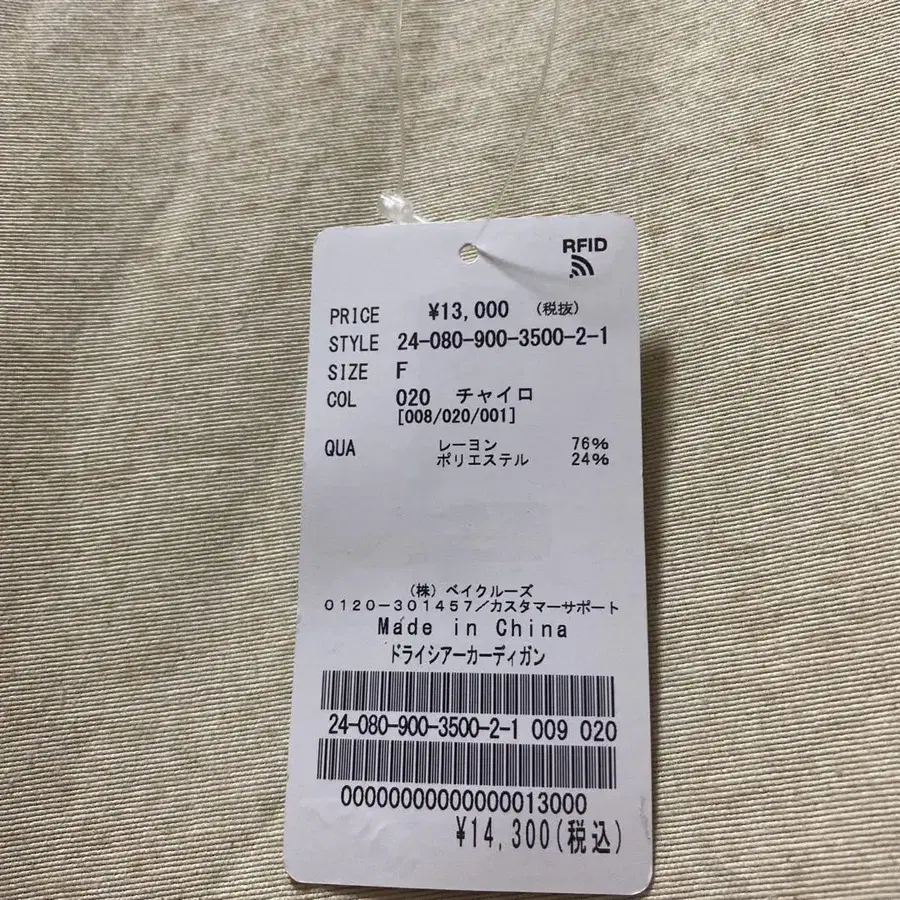 RFID
PRICE ¥13,000 (税抜)
STYLE 24-080-900-3500-2-1
SIZE F
COL 020 チャイロ
[008/020/001]
QUA レーヨン 76%
ポリエステル 24%
(株) ベイクルーズ
0120-301457/カスタマーサポート
Made in China
ドライシアーカーディガン
24-080-900-3500-2-1 009 020
000000000000000013000
¥14,300(税込)